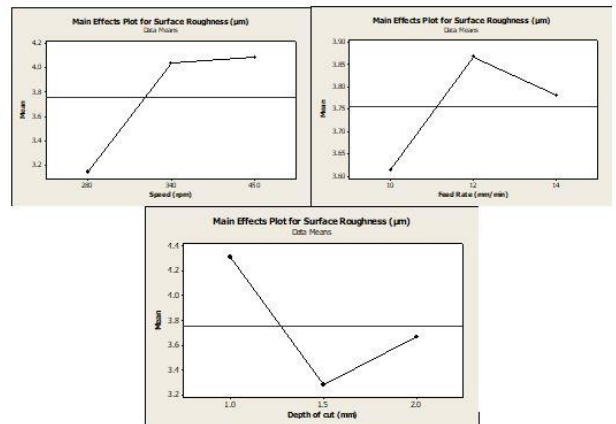 Main Effects Plot for Surface Roughness (µm)
Data Means
Mean
4.2
4.0
3.8
3.6
3.4
3.2
280
340
450
Speed (rpm)
Main Effects Plot for Surface Roughness (µm)
Data Means
Mean
3.90
3.85
3.80
3.75
3.70
3.65
3.60
10
12
14
Feed Rate (mm/min)
Main Effects Plot for Surface Roughness (µm)
Data Means
Mean
4.4
4.2
4.0
3.8
3.6
3.4
3.2
1.0
1.5
2.0
Depth of cut (mm)